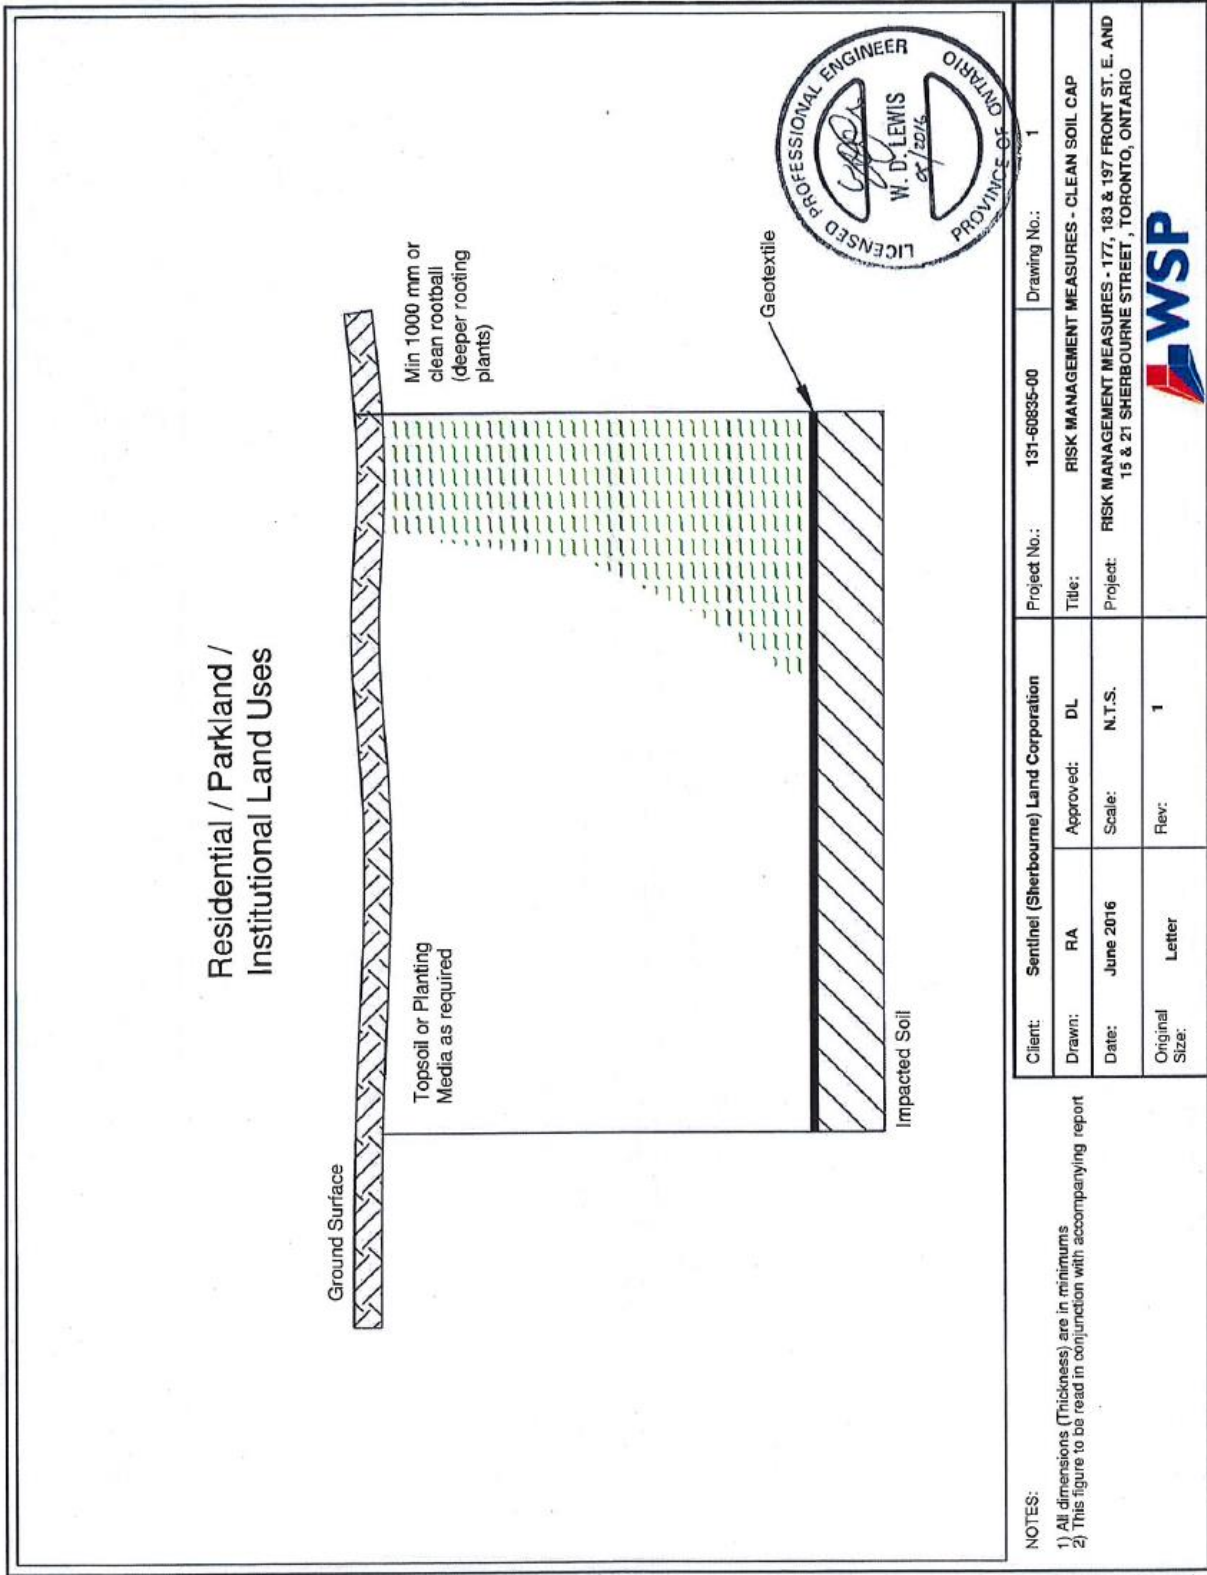 Residential / Parkland /
Institutional Land Uses
Ground Surface
Topsoil or Planting
Media as required
Min 1000 mm or
clean rootball
(deeper rooting
plants)
Geotextile
Impacted Soil
LICENSED PROFESSIONAL ENGINEER
W. D. LEWIS
PROVINCE OF ONTARIO
NOTES:
1) All dimensions (Thickness) are in minimums
2) This figure to be read in conjunction with accompanying report
Client: Sentinel (Sherbourne) Land Corporation
Project No.: 131-60835-00
Drawing No.: 1
Drawn: RA
Approved: DL
Title: RISK MANAGEMENT MEASURES - CLEAN SOIL CAP
Date: June 2016
Scale: N.T.S.
Project: RISK MANAGEMENT MEASURES - 177, 183 & 197 FRONT ST. E. AND
15 & 21 SHERBOURNE STREET, TORONTO, ONTARIO
Original
Size: Letter
Rev: 1
WSP